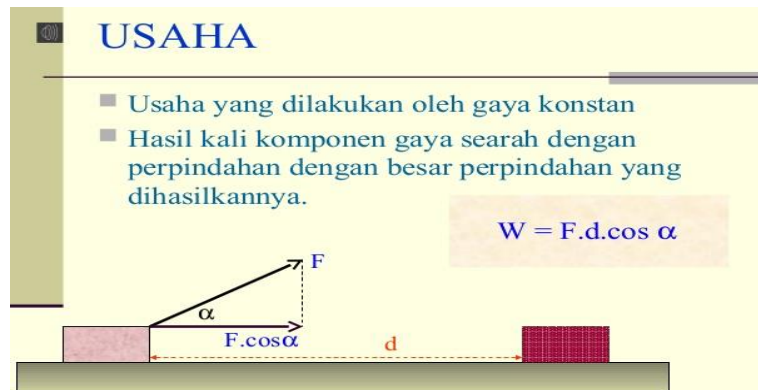 USAHA
Usaha yang dilakukan oleh gaya konstan
Hasil kali komponen gaya searah dengan
perpindahan dengan besar perpindahan yang
dihasilkannya.
W = F.d.cos α
F
α
F.cosα
d